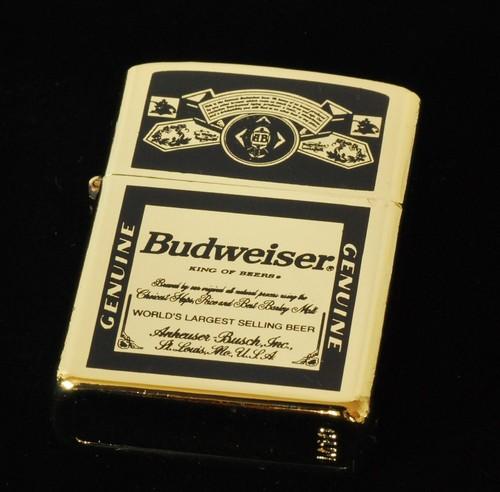 Budweiser®
KING OF BEERS®
Brewed by our original all natural process using the
Choicest Hops, Rice and Best Barley Malt
WORLD'S LARGEST SELLING BEER
Anheuser Busch, Inc.,
St. Louis, Mo. U.S.A.
GENUINE
GENUINE